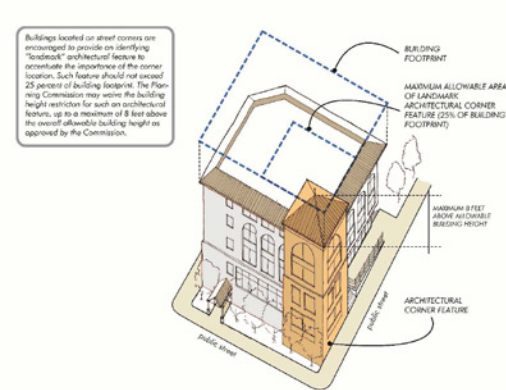 Buildings located on street corners are
encouraged to provide an identifying
"landmark" architectural feature to
accentuate the importance of the corner
location. Such feature should not exceed
25 percent of building footprint. The Plan-
ning Commission may waive the building
height restriction for such an architectural
feature, up to a maximum of 8 feet above
the overall allowable building height as
approved by the Commission.
BUILDING
FOOTPRINT
MAXIMUM ALLOWABLE AREA
OF LANDMARK
ARCHITECTURAL CORNER
FEATURE (25% OF BUILDING
FOOTPRINT)
MAXIMUM 8 FEET
ABOVE ALLOWABLE
BUILDING HEIGHT
ARCHITECTURAL
CORNER FEATURE
public street
public street